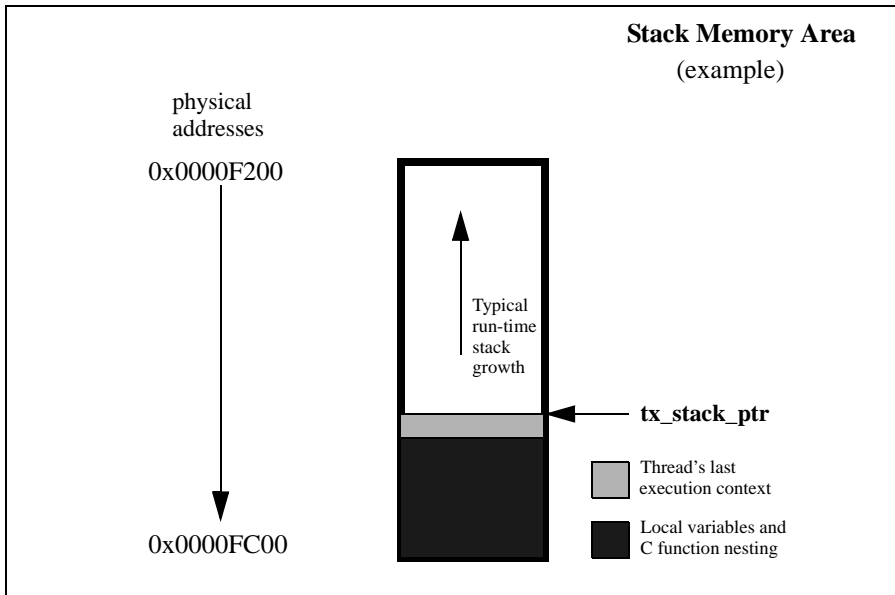 Stack Memory Area
(example)
physical
addresses
0x0000F200
Typical
run-time
stack
growth
tx_stack_ptr
Thread's last
execution context
Local variables and
C function nesting
0x0000FC00